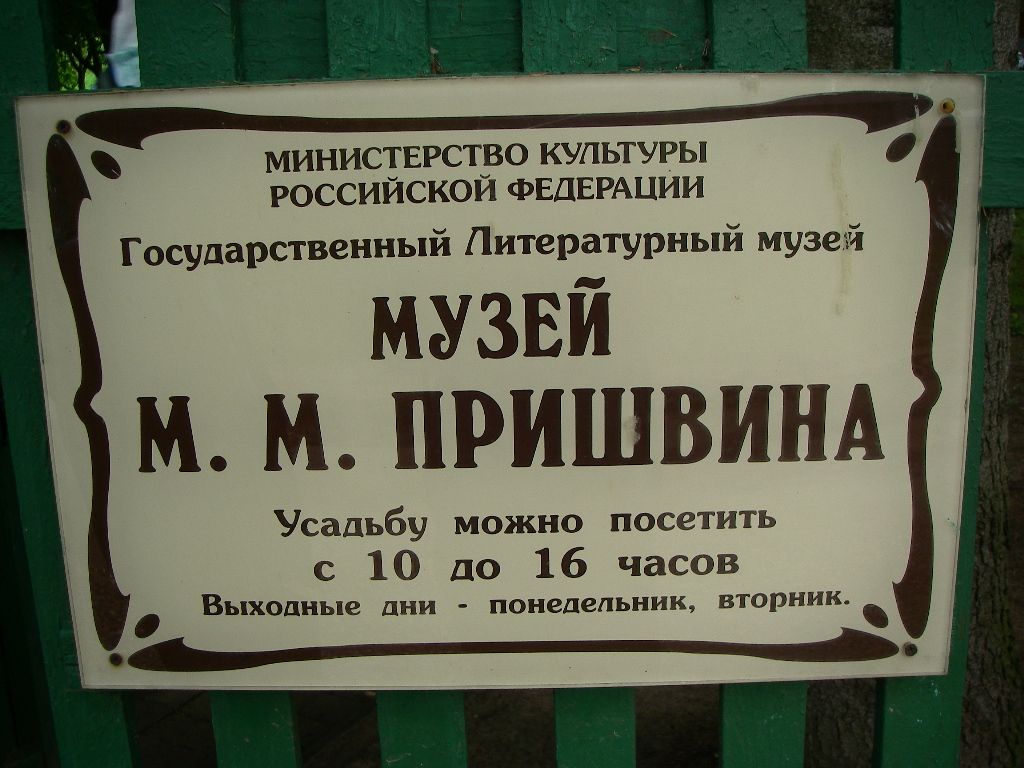 МИНИСТЕРСТВО КУЛЬТУРЫ
РОССИЙСКОЙ ФЕДЕРАЦИИ
Государственный Литературный музей
МУЗЕЙ
М. М. ПРИШВИНА
Усадьбу можно посетить
с 10 до 16 часов
Выходные дни - понедельник, вторник.